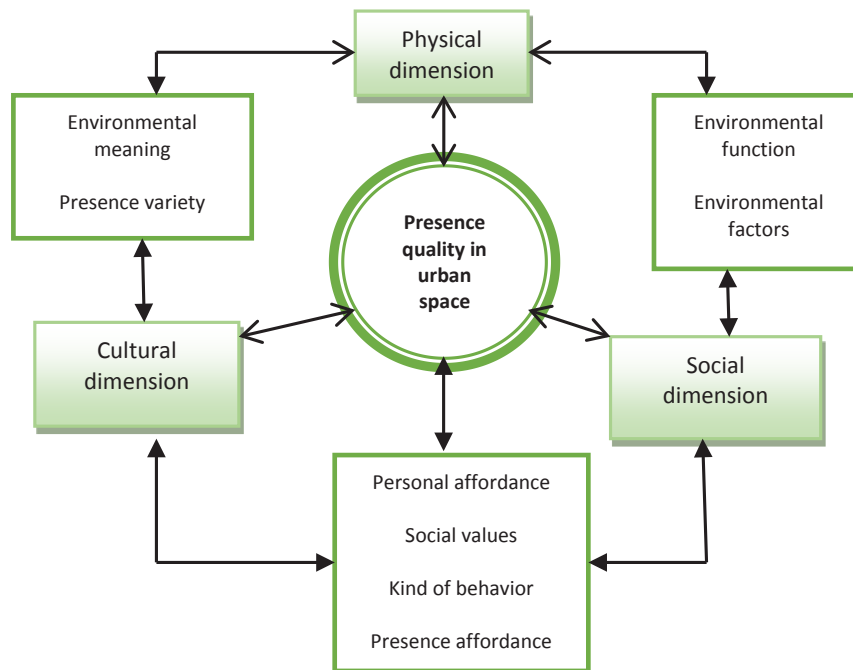 Physical
dimension
Environmental
meaning
Presence variety
Environmental
function
Environmental
factors
Presence
quality in
urban
space
Cultural
dimension
Social
dimension
Personal affordance
Social values
Kind of behavior
Presence affordance